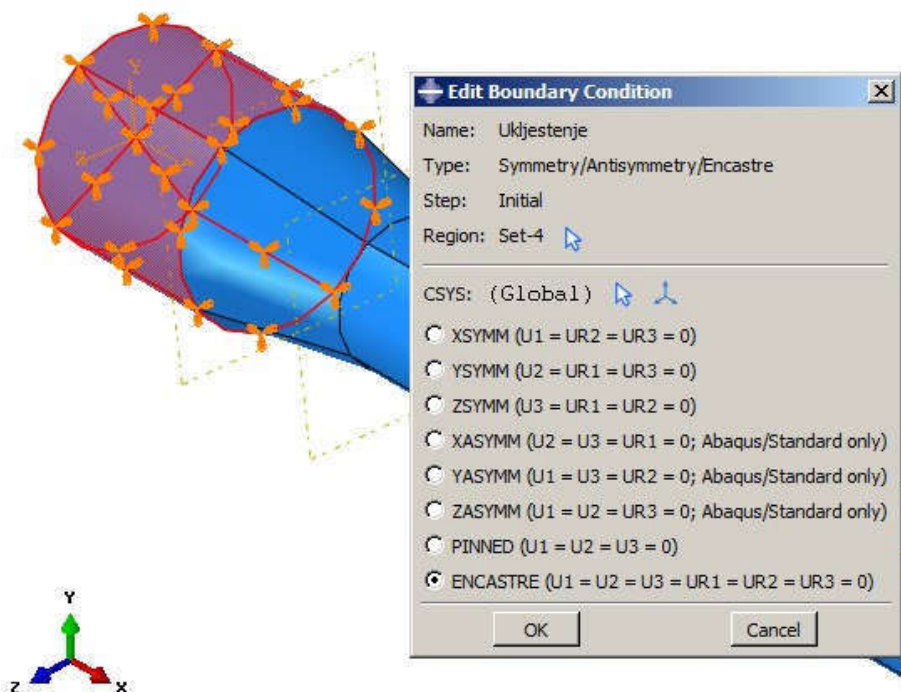 Edit Boundary Condition
Name: Ukljestenje
Type: Symmetry/Antisymmetry/Encastre
Step: Initial
Region: Set-4
CSYS: (Global)
XSYMM (U1 = UR2 = UR3 = 0)
YSYMM (U2 = UR1 = UR3 = 0)
ZSYMM (U3 = UR1 = UR2 = 0)
XASYMM (U2 = U3 = UR1 = 0; Abaqus/Standard only)
YASYMM (U1 = U3 = UR2 = 0; Abaqus/Standard only)
ZASYMM (U1 = U2 = UR3 = 0; Abaqus/Standard only)
PINNED (U1 = U2 = U3 = 0)
ENCASTRE (U1 = U2 = U3 = UR1 = UR2 = UR3 = 0)
OK Cancel
Y
Z X